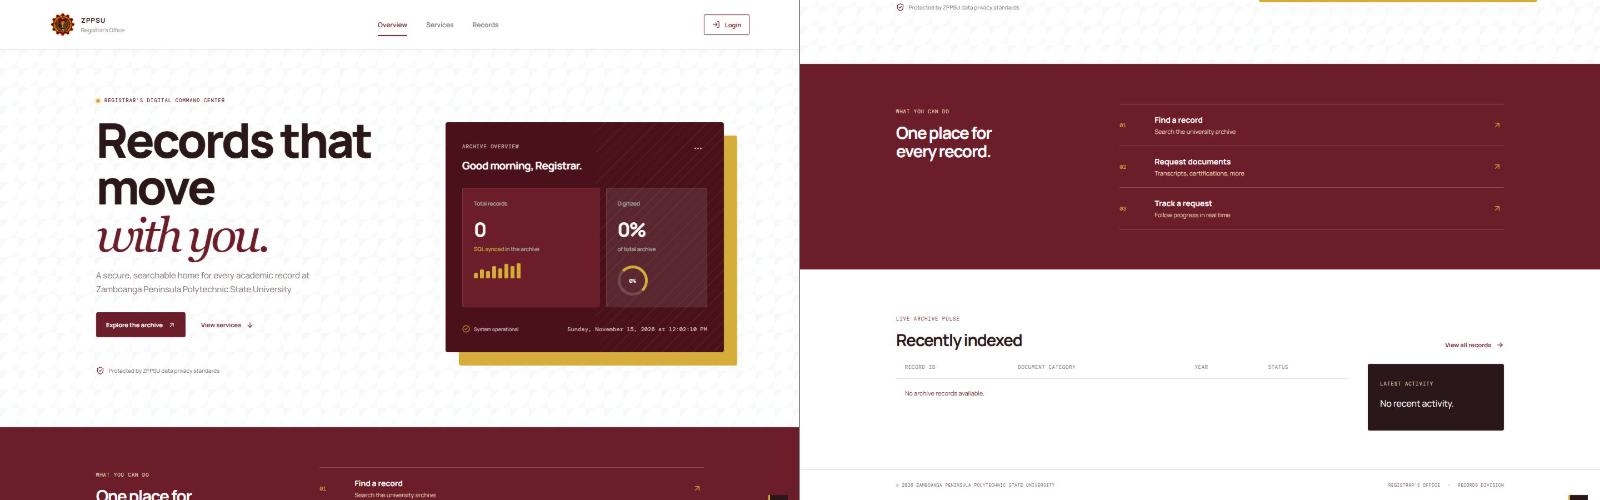 ZPPSU
Registrar's Office
Overview
Services
Records
Login
REGISTRAR'S DIGITAL COMMAND CENTER
Records that
move
with you.
A secure, searchable home for every academic record at
Zamboanga Peninsula Polytechnic State University.
Explore the archive
View services
Protected by ZPPSU data privacy standards
ARCHIVE OVERVIEW
Good morning, Registrar.
Total records
0
SQL synced in the archive
Digitized
0%
of total archive
0%
System operational
Sunday, November 15, 2026 at 12:02:10 PM
WHAT YOU CAN DO
One place for
01
Find a record
Search the university archive
Protected by ZPPSU data privacy standards
WHAT YOU CAN DO
One place for
every record.
01
Find a record
Search the university archive
02
Request documents
Transcripts, certifications, more
03
Track a request
Follow progress in real time
LIVE ARCHIVE PULSE
Recently indexed
View all records
RECORD ID
DOCUMENT CATEGORY
YEAR
STATUS
No archive records available.
LATEST ACTIVITY
No recent activity.
© 2026 ZAMBOANGA PENINSULA POLYTECHNIC STATE UNIVERSITY
REGISTRAR'S OFFICE · RECORDS DIVISION